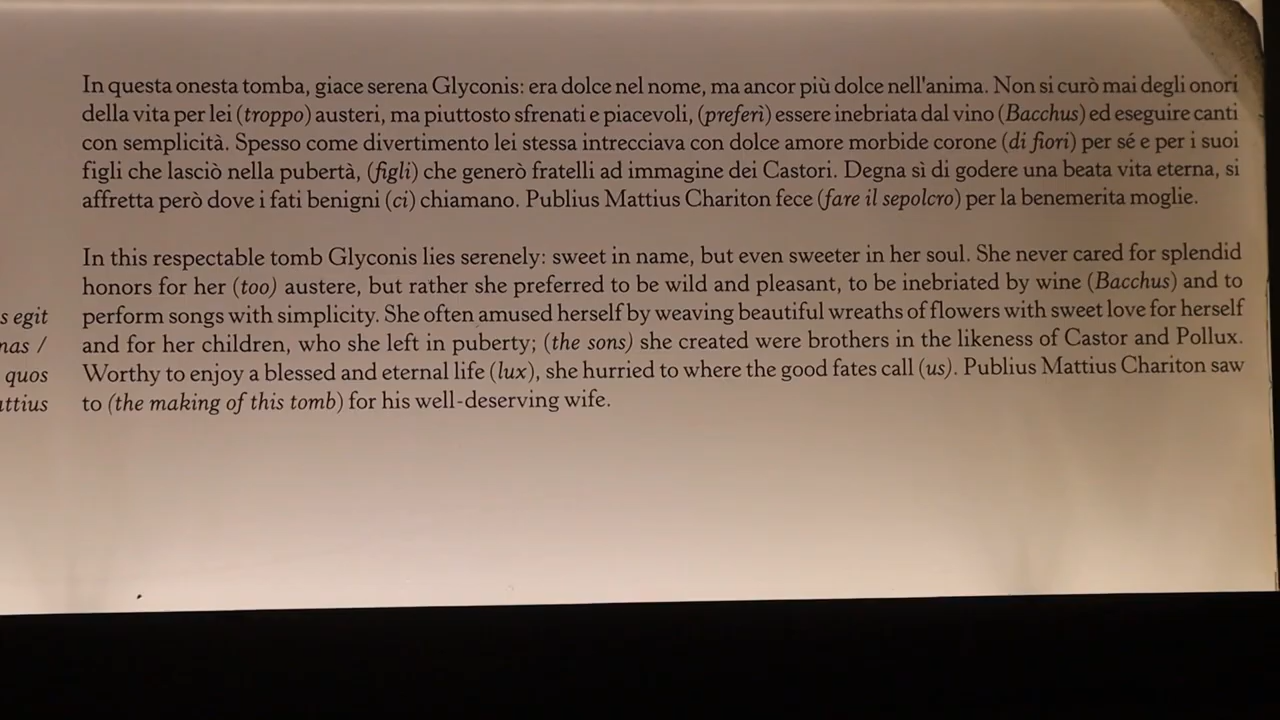 In questa onesta tomba, giace serena Glyconis: era dolce nel nome, ma ancor più dolce nell'anima. Non si curò mai degli onori
della vita per lei (troppo) austeri, ma piuttosto sfrenati e piacevoli, (preferì) essere inebriata dal vino (Bacchus) ed eseguire canti
con semplicità. Spesso come divertimento lei stessa intrecciava con dolce amore morbide corone (di fiori) per sé e per i suoi
figli che lasciò nella pubertà, (figli) che generò fratelli ad immagine dei Castori. Degna sì di godere una beata vita eterna, si
affretta però dove i fati benigni (ci) chiamano. Publius Mattius Chariton fece (fare il sepolcro) per la benemerita moglie.
In this respectable tomb Glyconis lies serenely: sweet in name, but even sweeter in her soul. She never cared for splendid
honors for her (too) austere, but rather she preferred to be wild and pleasant, to be inebriated by wine (Bacchus) and to
perform songs with simplicity. She often amused herself by weaving beautiful wreaths of flowers with sweet love for herself
and for her children, who she left in puberty; (the sons) she created were brothers in the likeness of Castor and Pollux.
Worthy to enjoy a blessed and eternal life (lux), she hurried to where the good fates call (us). Publius Mattius Chariton saw
to (the making of this tomb) for his well-deserving wife.
s egit
nas /
quos
ttius